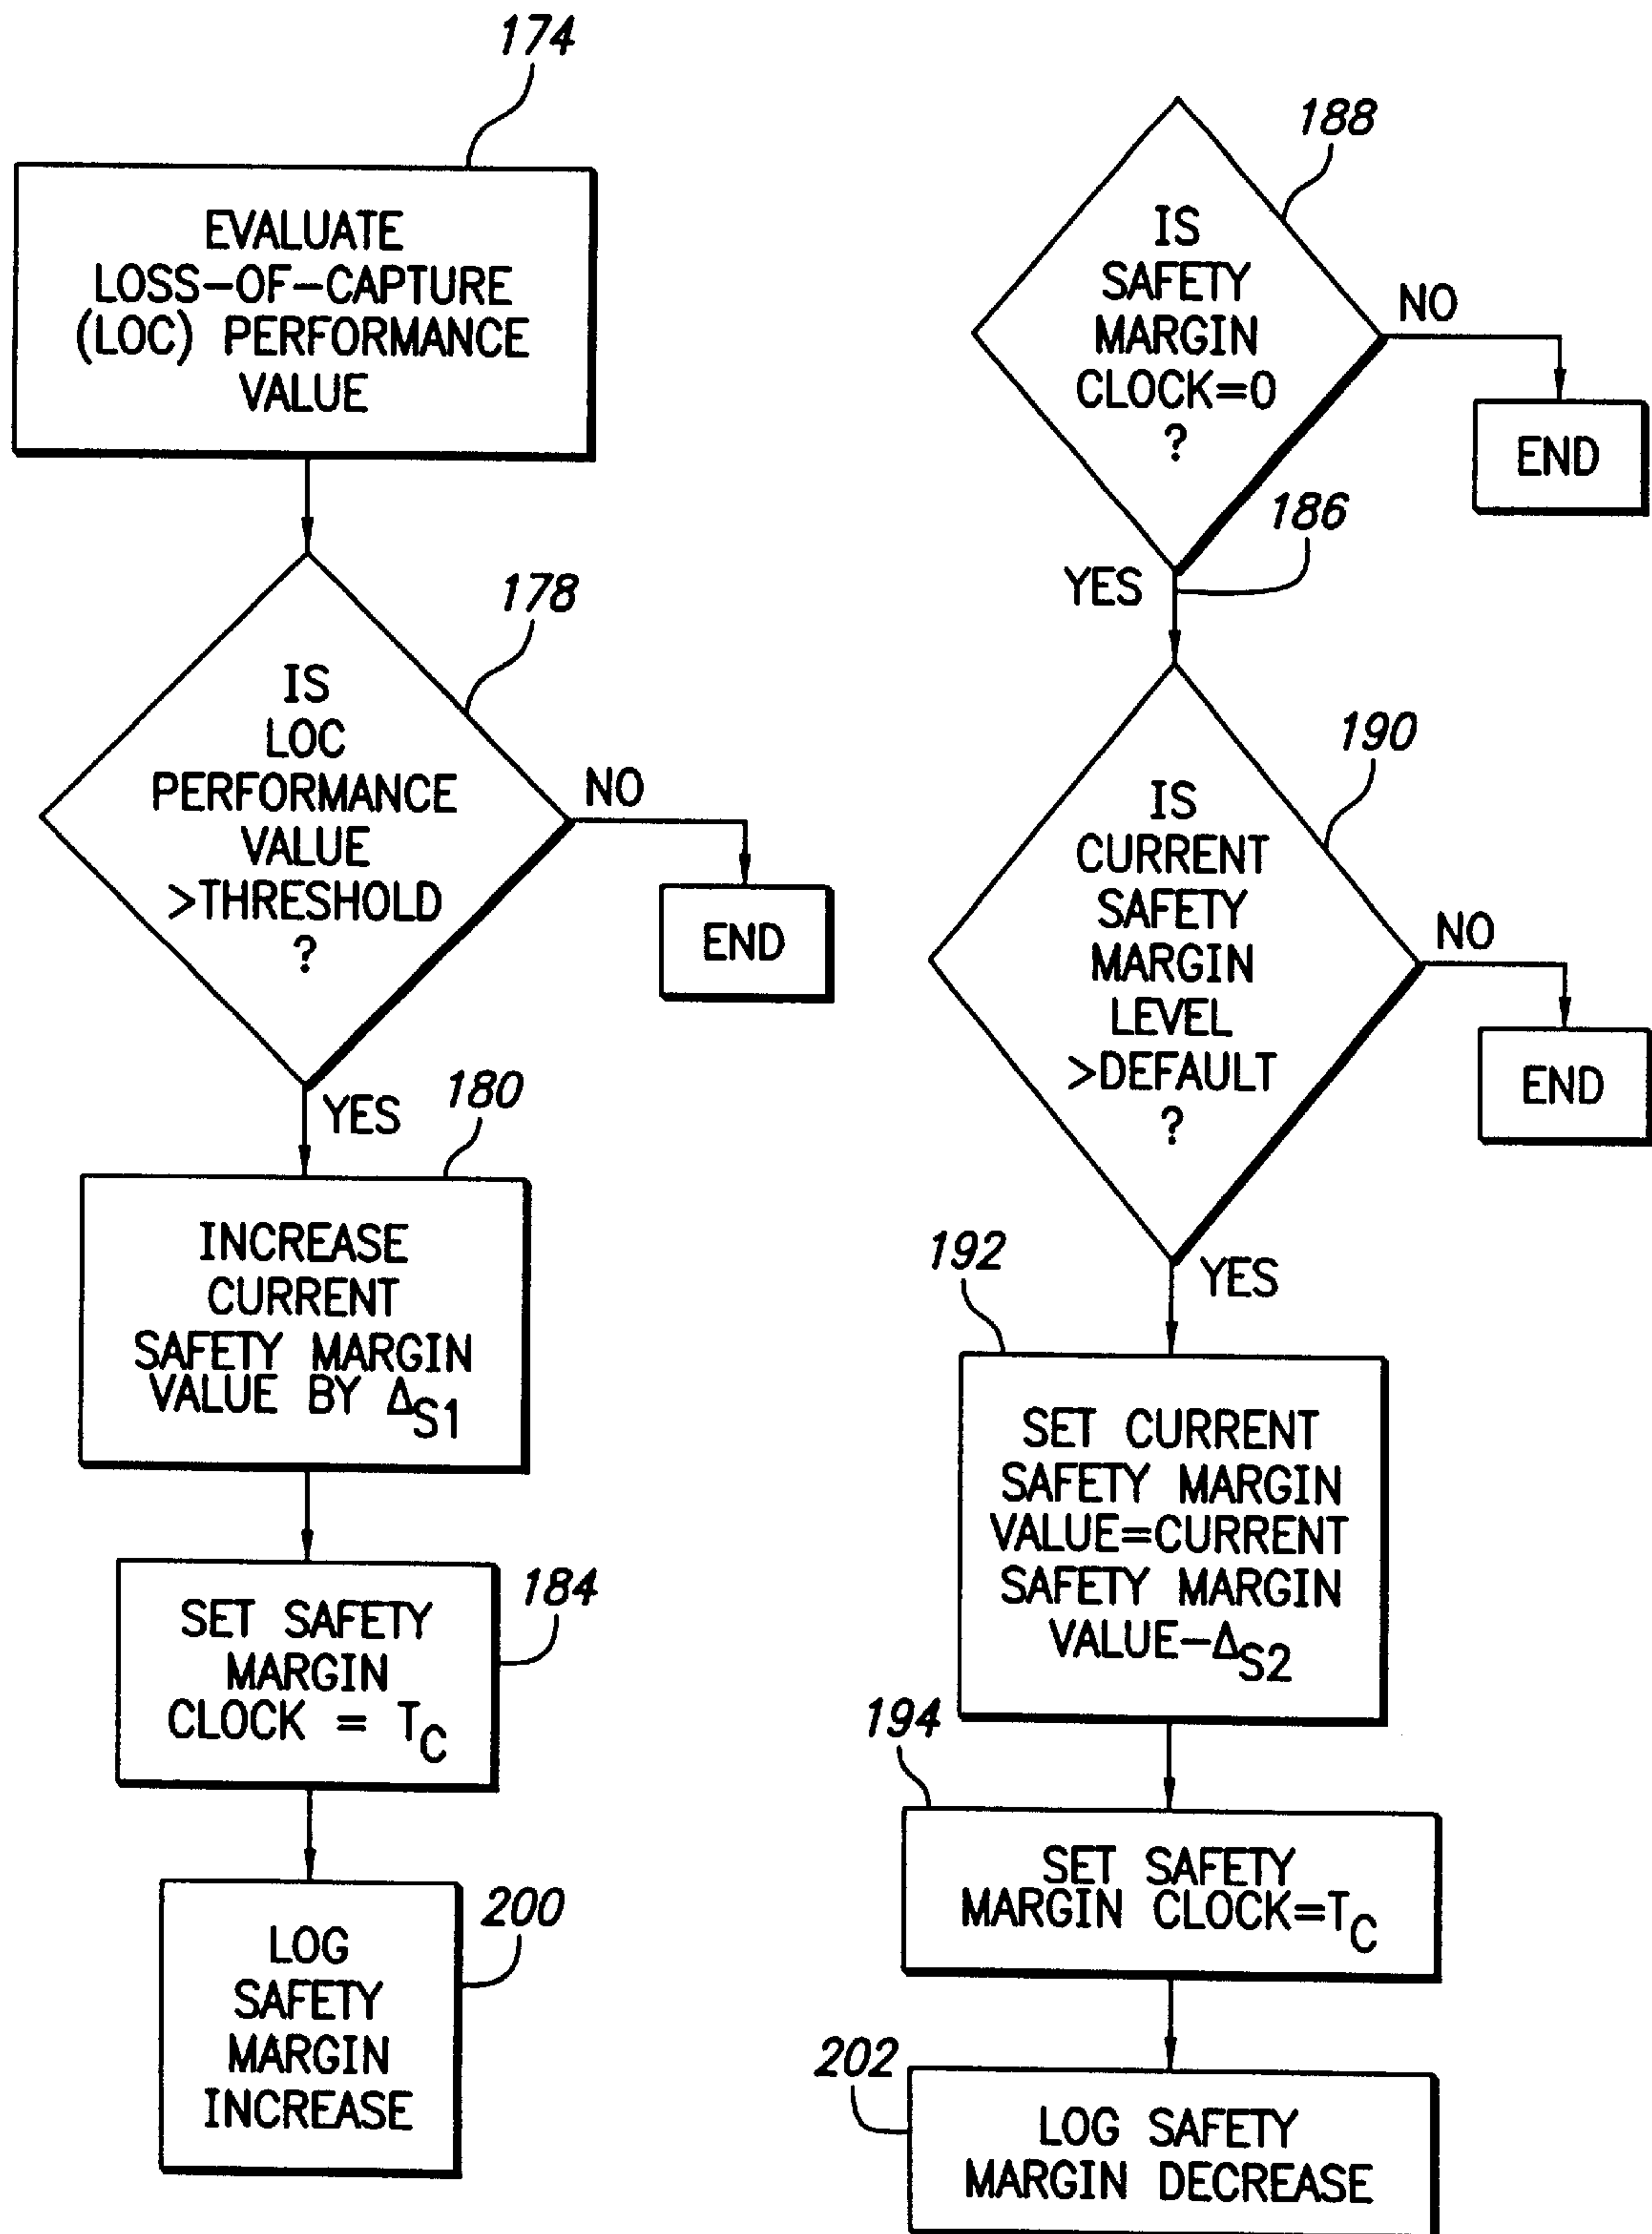 174
EVALUATE
LOSS-OF-CAPTURE
(LOC) PERFORMANCE
VALUE
178
IS
LOC
PERFORMANCE
VALUE
>THRESHOLD
?
NO
END
YES
180
INCREASE
CURRENT
SAFETY MARGIN
VALUE BY ΔS1
184
SET SAFETY
MARGIN
CLOCK = TC
200
LOG
SAFETY
MARGIN
INCREASE
188
IS
SAFETY
MARGIN
CLOCK=0
?
NO
END
186
YES
190
IS
CURRENT
SAFETY
MARGIN
LEVEL
>DEFAULT
?
NO
END
YES
192
SET CURRENT
SAFETY MARGIN
VALUE=CURRENT
SAFETY MARGIN
VALUE-ΔS2
194
SET SAFETY
MARGIN CLOCK=TC
202
LOG SAFETY
MARGIN DECREASE